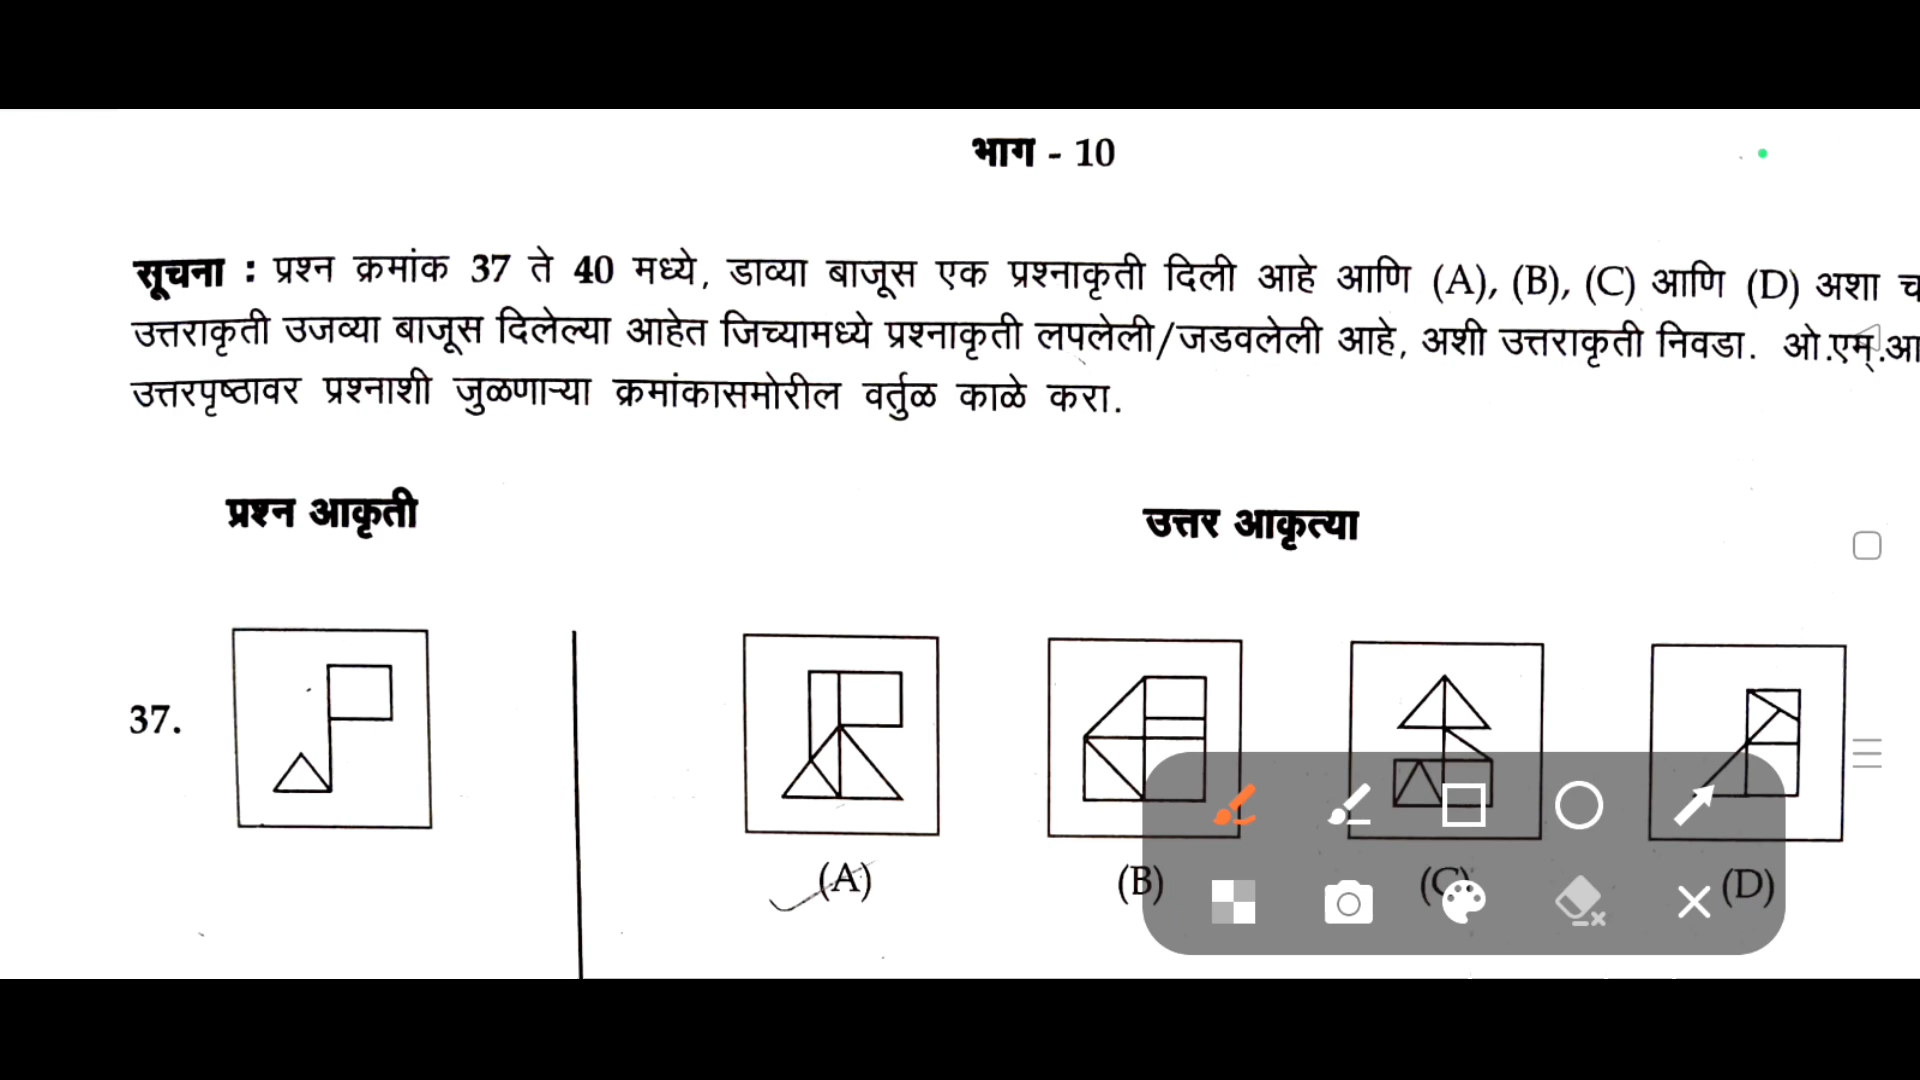 भाग - 10
सूचना : प्रश्न क्रमांक 37 ते 40 मध्ये, डाव्या बाजूस एक प्रश्नाकृती दिली आहे आणि (A), (B), (C) आणि (D) अशा च
उत्तराकृती उजव्या बाजूस दिलेल्या आहेत जिच्यामध्ये प्रश्नाकृती लपलेली/जडवलेली आहे, अशी उत्तराकृती निवडा. ओ.एम्.आ
उत्तरपृष्ठावर प्रश्नाशी जुळणाऱ्या क्रमांकासमोरील वर्तुळ काळे करा.
प्रश्न आकृती
उत्तर आकृत्या
37.
(A) (B) (C) (D)